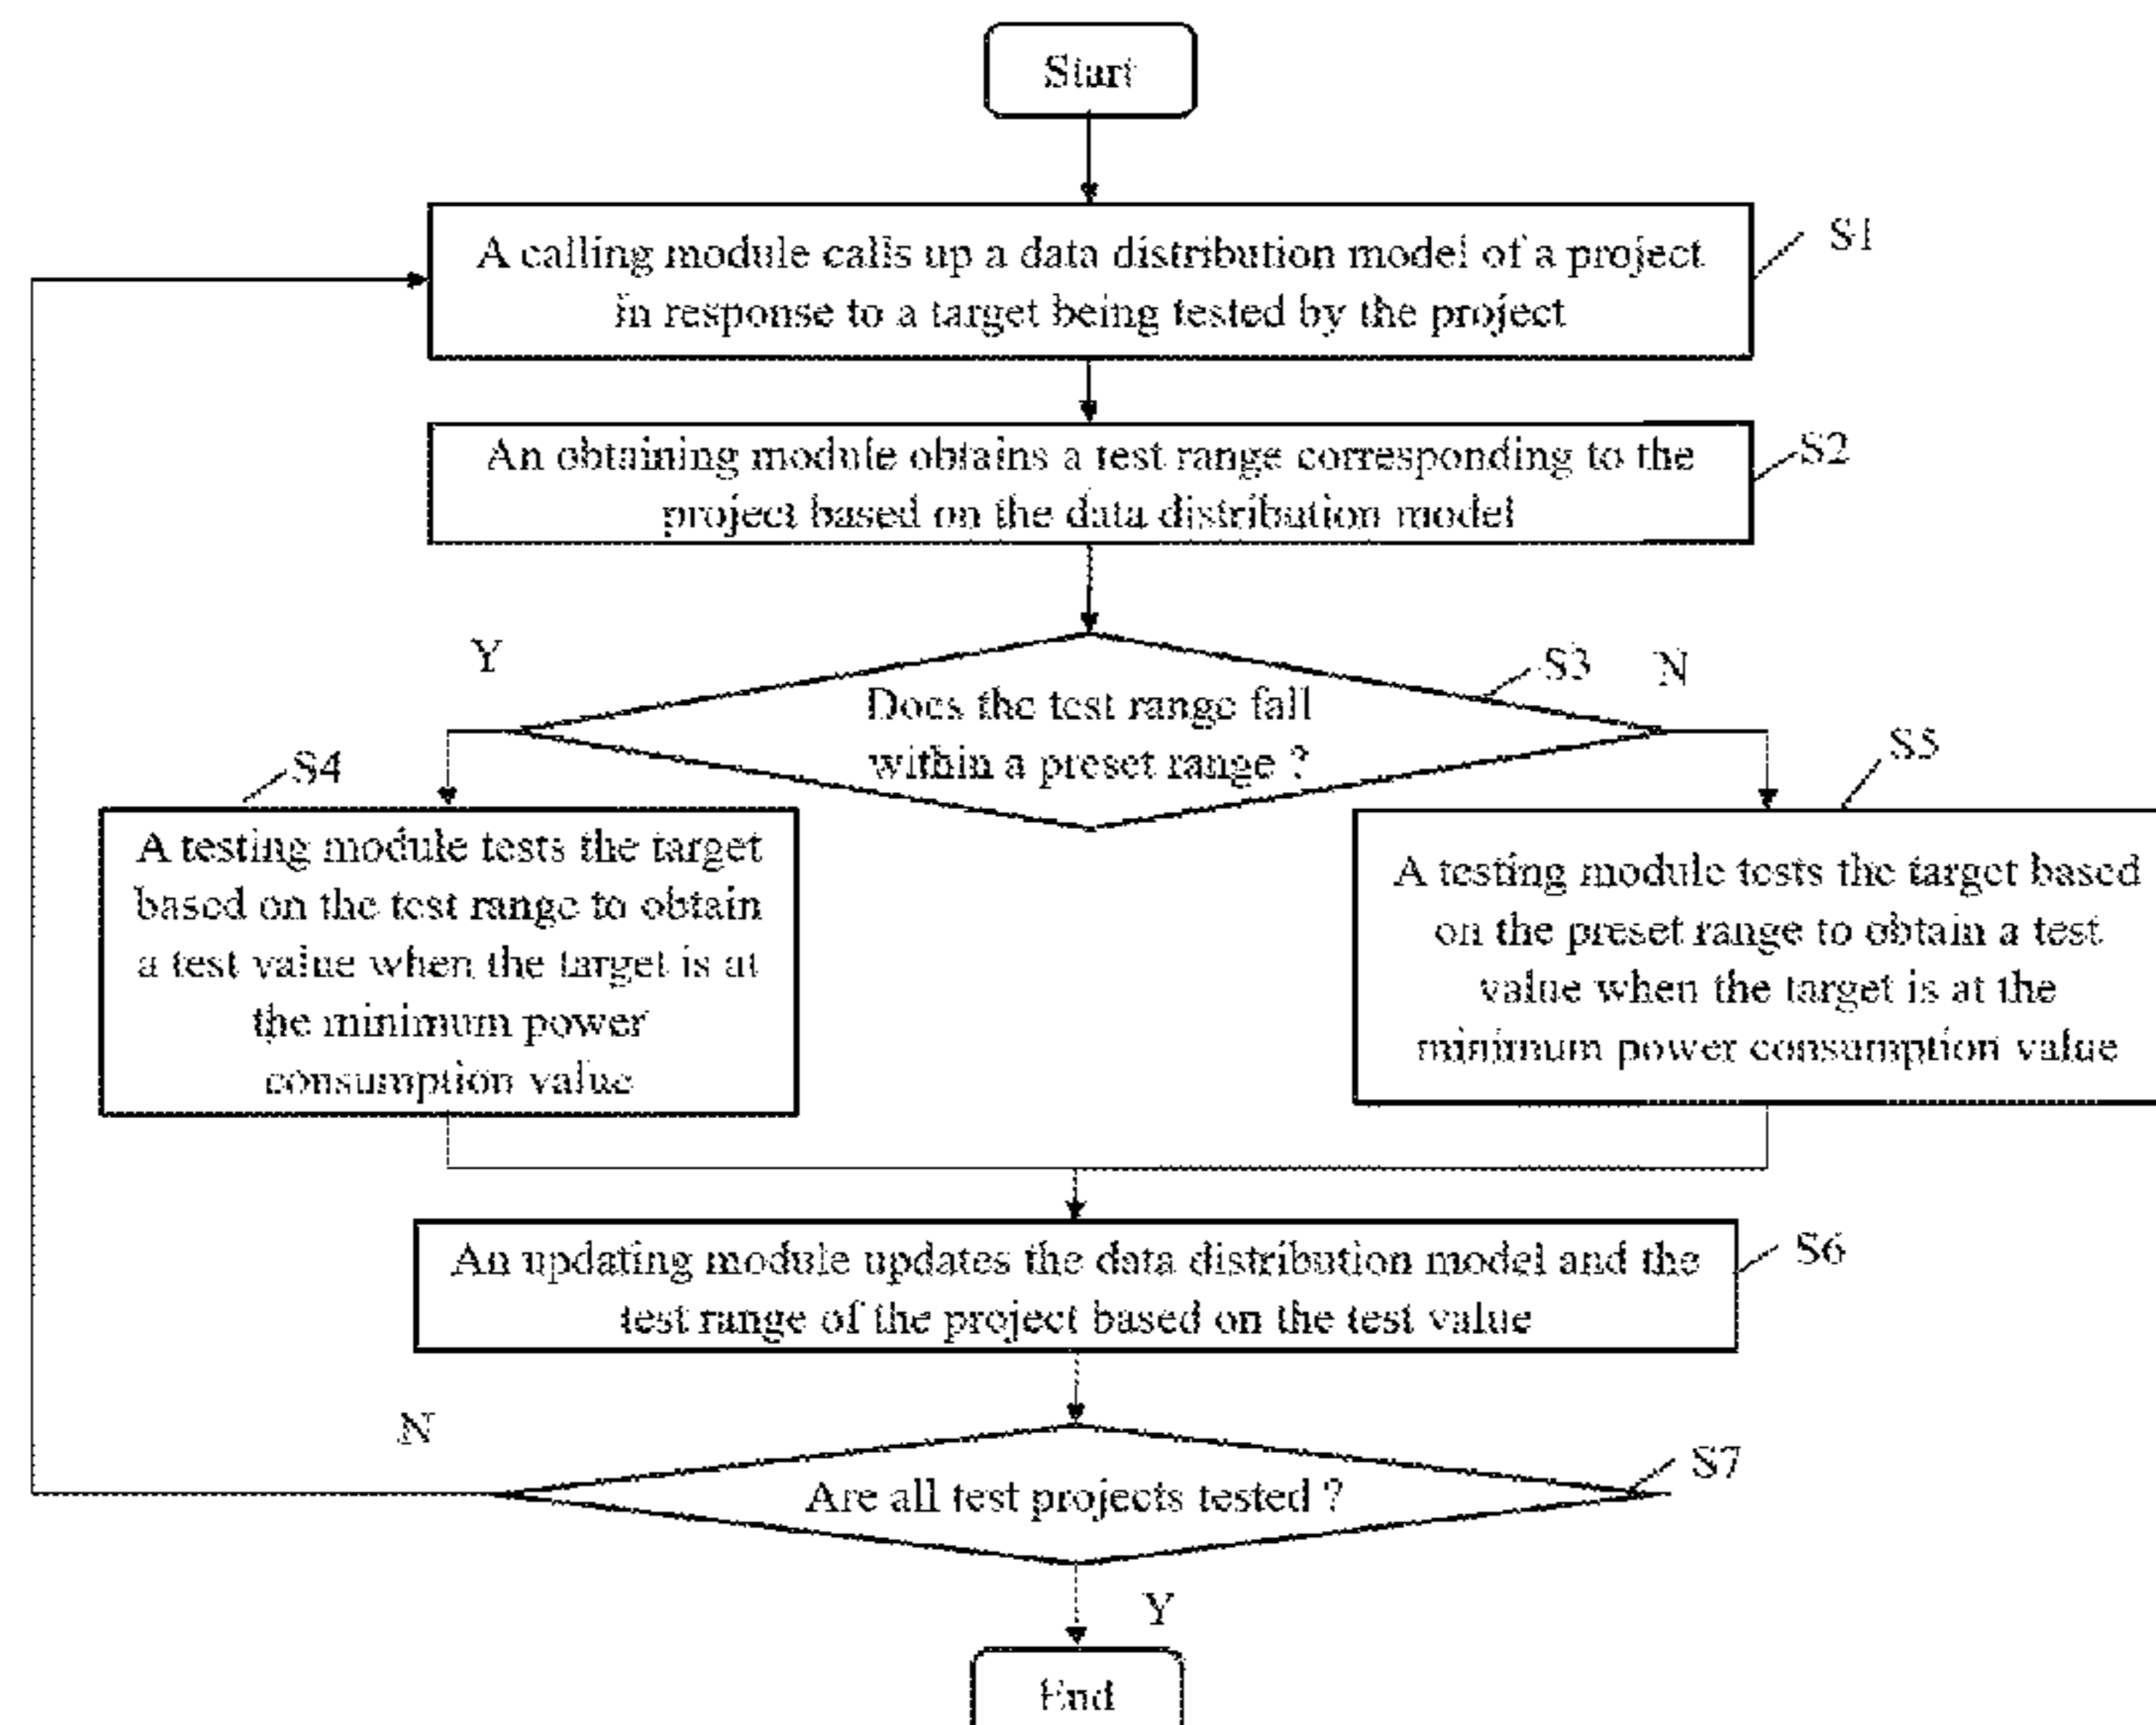 Start
A calling module calls up a data distribution model of a project
in response to a target being tested by the project
S1
An obtaining module obtains a test range corresponding to the
project based on the data distribution model
S2
Y
Does the test range fall
within a preset range ?
S3
N
S4
A testing module tests the target
based on the test range to obtain
a test value when the target is at
the minimum power
consumption value
S5
A testing module tests the target based
on the preset range to obtain a test
value when the target is at the
minimum power consumption value
An updating module updates the data distribution model and the
test range of the project based on the test value
S6
N
Are all test projects tested ?
S7
Y
End